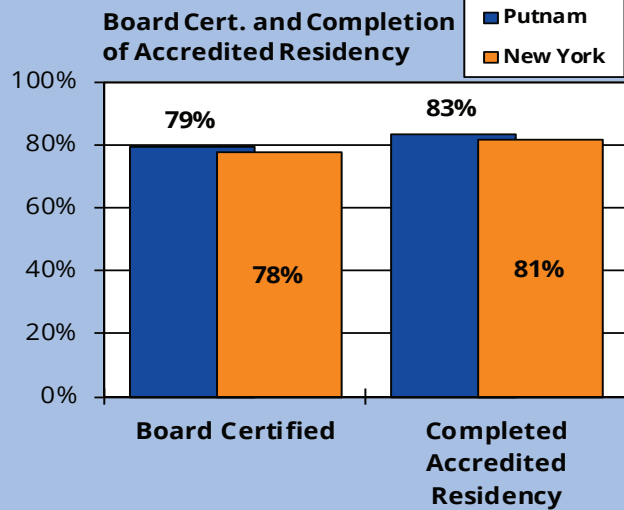 Board Cert. and Completion
of Accredited Residency
Putnam
New York
100%
80%
60%
40%
20%
0%
79%
78%
83%
81%
Board Certified
Completed
Accredited
Residency